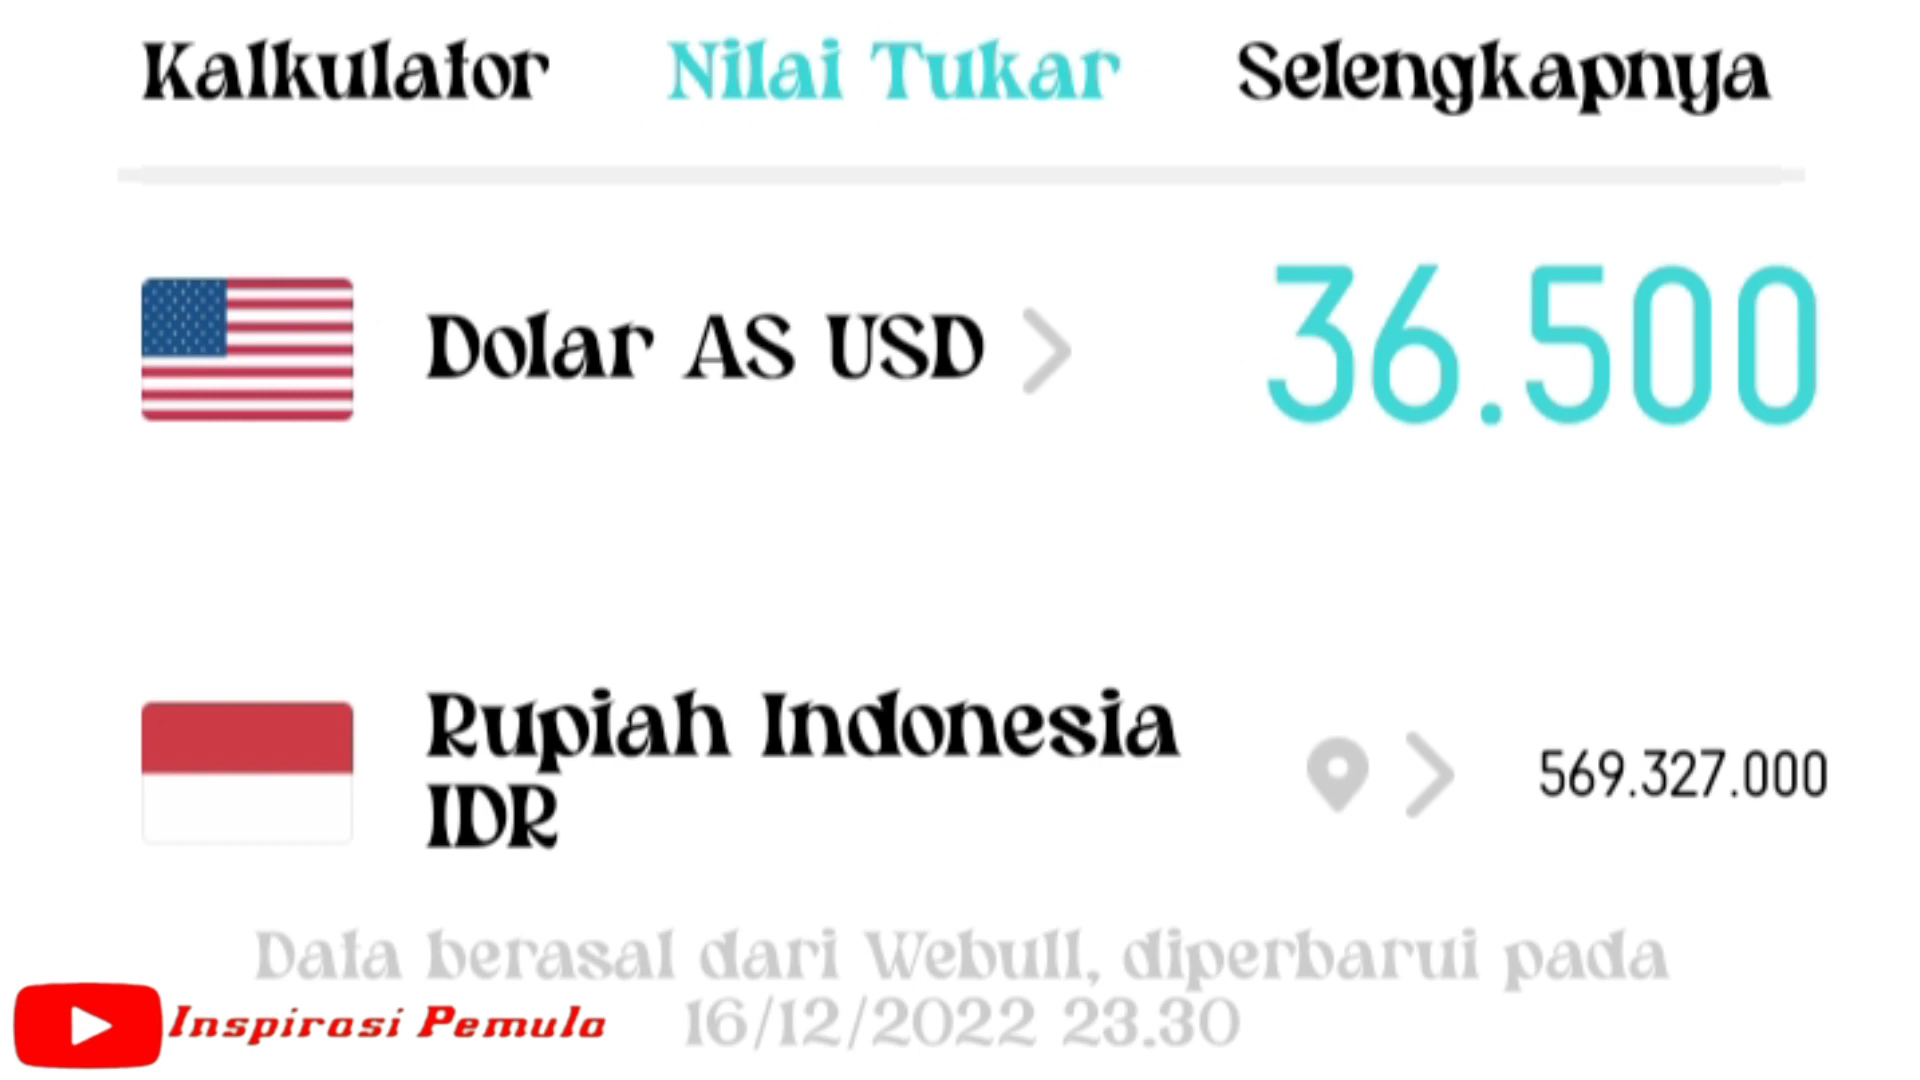 Kalkulator Nilai Tukar Selengkapnya
Dolar AS USD 36.500
Rupiah Indonesia
IDR
569.327.000
Data berasal dari Webull, diperbarui pada
16/12/2022 23.30
Inspirasi Pemula